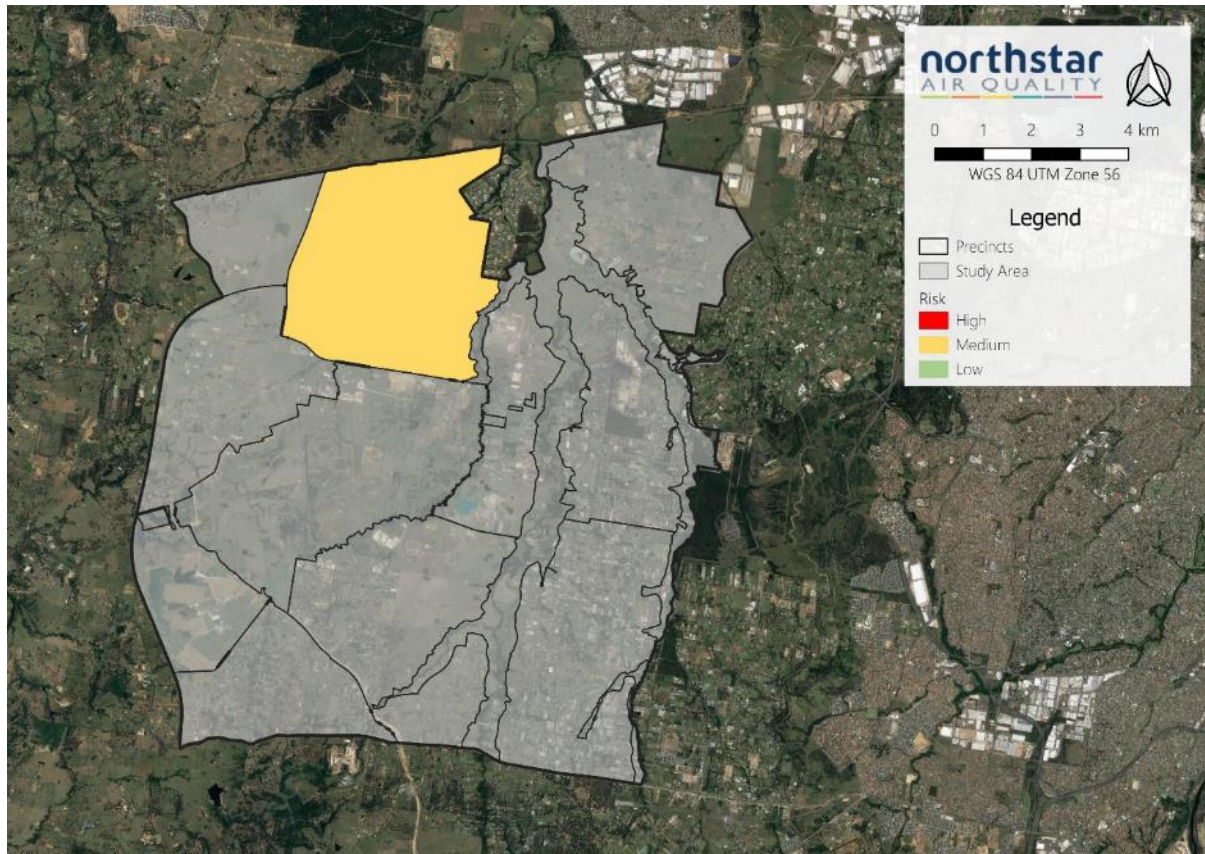 northstar
AIR QUALITY
N
0 1 2 3 4 km
WGS 84 UTM Zone 56
Legend
Precincts
Study Area
Risk
High
Medium
Low